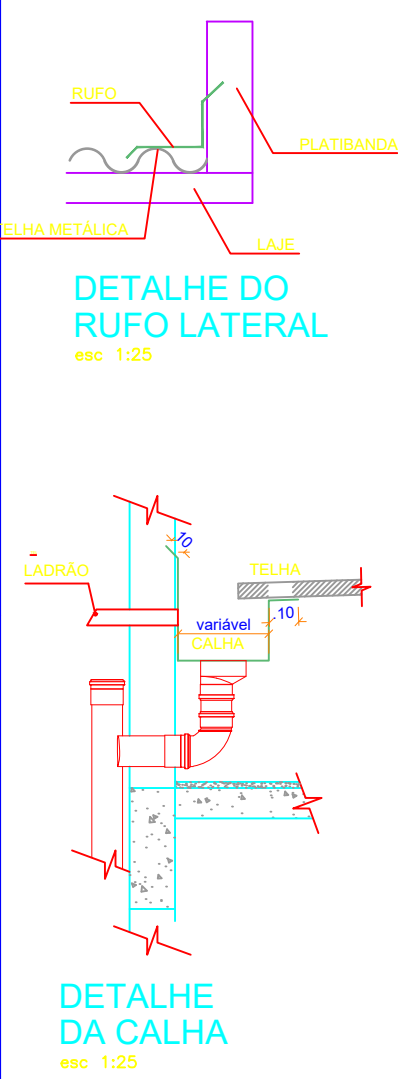 RUFO
PLATIBANDA
ELHA METÁLICA
LAJE
DETALHE DO
RUFO LATERAL
esc 1:25
10
LADRÃO
TELHA
variável
.10
CALHA
DETALHE
DA CALHA
esc 1:25